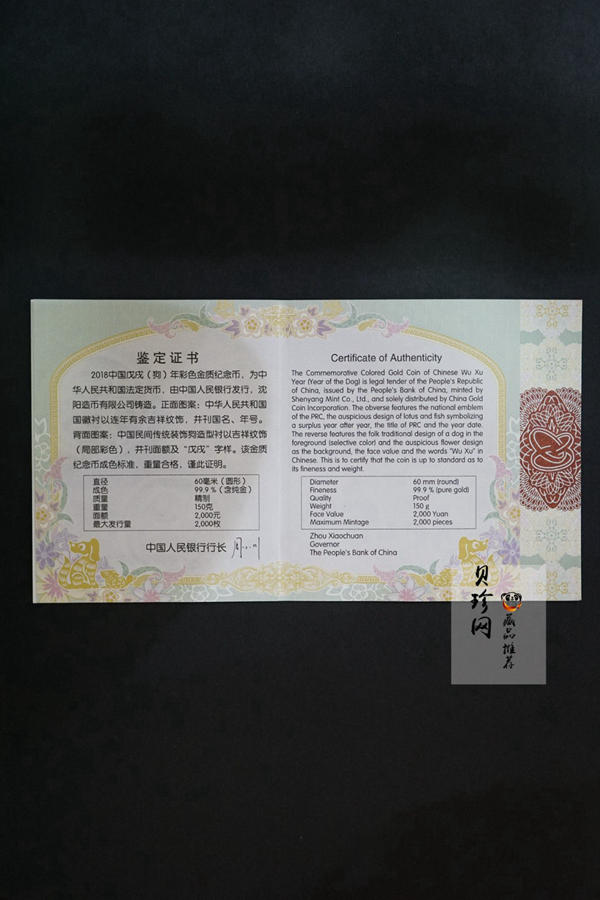 鉴定证书
2018中国戊戌（狗）年彩色金质纪念币，为中
华人民共和国法定货币，由中国人民银行发行，沈
阳造币有限公司铸造。正面图案：中华人民共和国
国徽衬以连年有余吉祥纹饰，并刊国名、年号。
背面图案：中国民间传统装饰狗造型衬以吉祥纹饰
（局部彩色），并刊面额及“戊戌”字样。该金质
纪念币成色标准，重量合格，谨此证明。
直径 60毫米（圆形）
成色 99.9％（含纯金）
质量 精制
重量 150克
面额 2,000元
最大发行量 2,000枚
中国人民银行行长
Certificate of Authenticity
The Commemorative Colored Gold Coin of Chinese Wu Xu
Year (Year of the Dog) is legal tender of the People's Republic
of China, issued by the People's Bank of China, minted by
Shenyang Mint Co., Ltd., and solely distributed by China Gold
Coin Incorporation. The obverse features the national emblem
of the PRC, the auspicious design of lotus and fish symbolizing
a surplus year after year, the title of PRC and the year date.
The reverse features the folk traditional design of a dog in the
foreground (selective color) and the auspicious flower design
as the background, the face value and the words "Wu Xu" in
Chinese. This is to certify that the coin is up to standard as to
its fineness and weight.
Diameter 60 mm (round)
Fineness 99.9 % (pure gold)
Quality Proof
Weight 150 g
Face Value 2,000 Yuan
Maximum Mintage 2,000 pieces
Zhou Xiaochuan
Governor
The People's Bank of China
贝珍网
藏品推荐